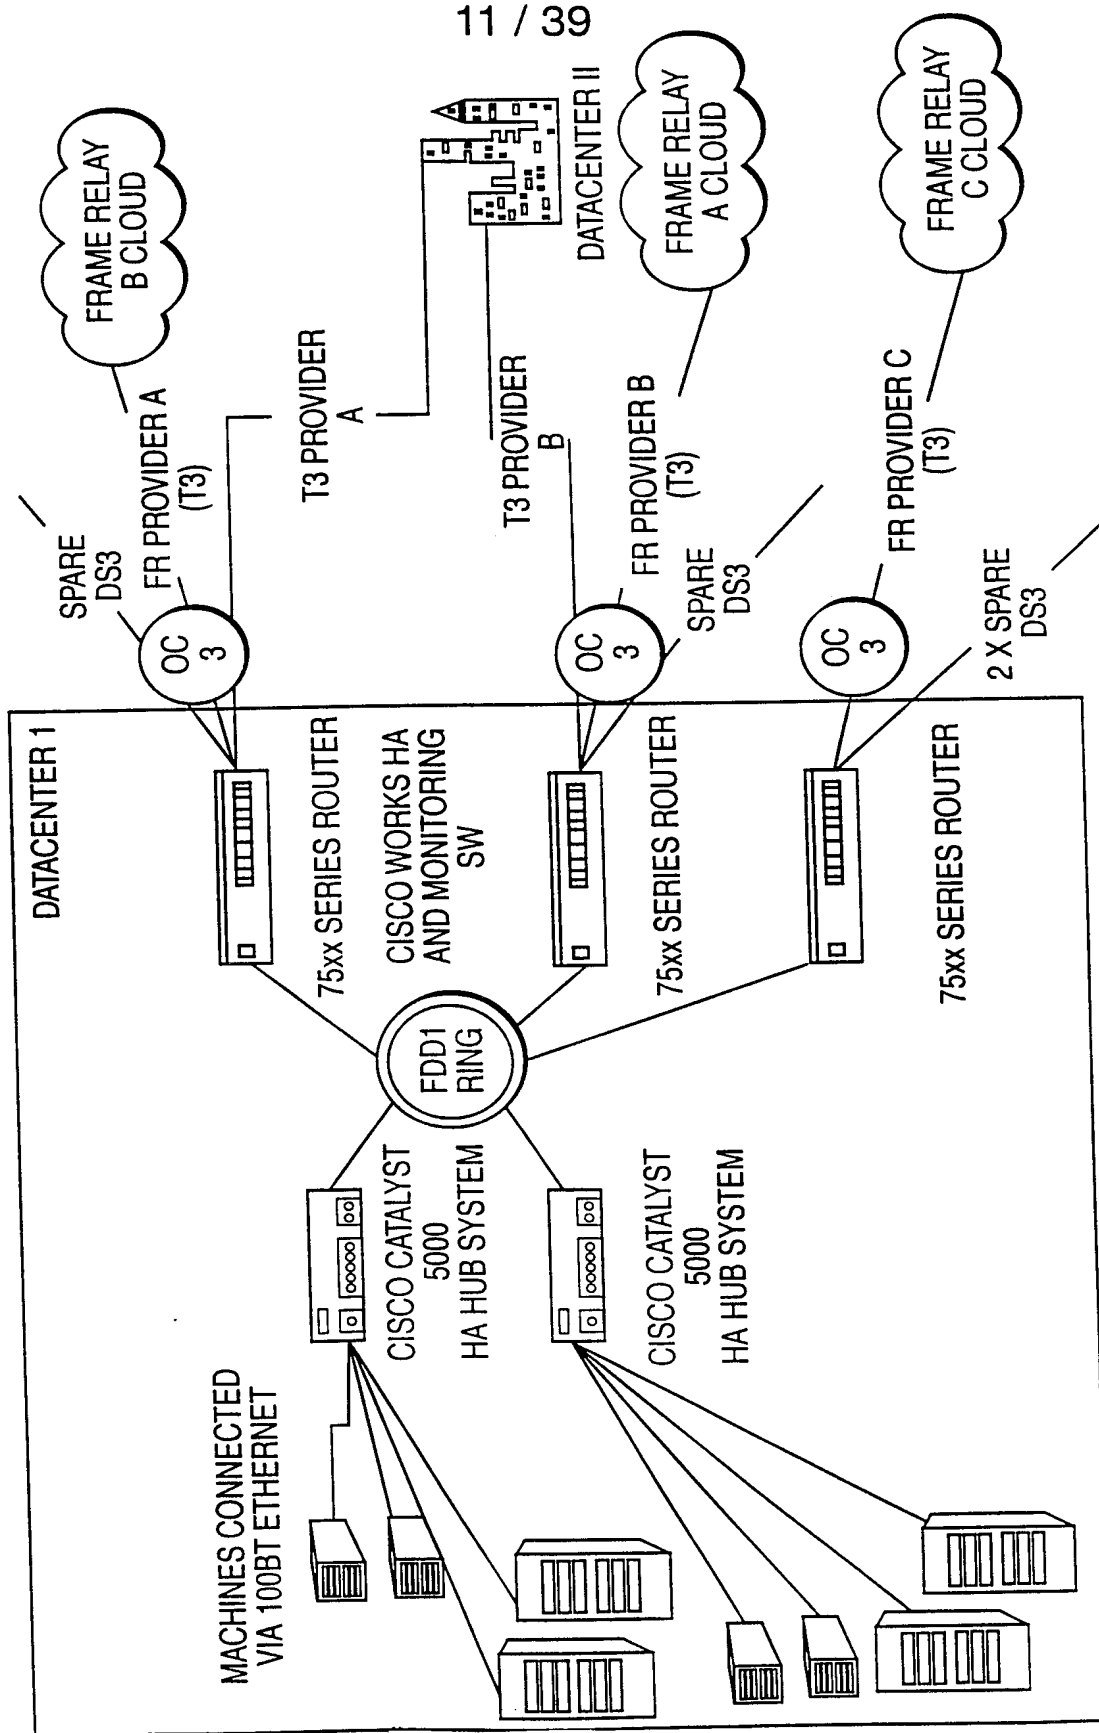 11 / 39
DATACENTER 1
MACHINES CONNECTED
VIA 100BT ETHERNET
CISCO CATALYST
5000
HA HUB SYSTEM
CISCO CATALYST
5000
HA HUB SYSTEM
FDD1
RING
75xx SERIES ROUTER
CISCO WORKS HA
AND MONITORING
SW
75xx SERIES ROUTER
75xx SERIES ROUTER
OC
3
SPARE
DS3
FR PROVIDER A
(T3)
FRAME RELAY
B CLOUD
T3 PROVIDER
A
DATACENTER II
T3 PROVIDER
B
OC
3
FR PROVIDER B
(T3)
FRAME RELAY
A CLOUD
SPARE
DS3
OC
3
FR PROVIDER C
(T3)
FRAME RELAY
C CLOUD
2 X SPARE
DS3